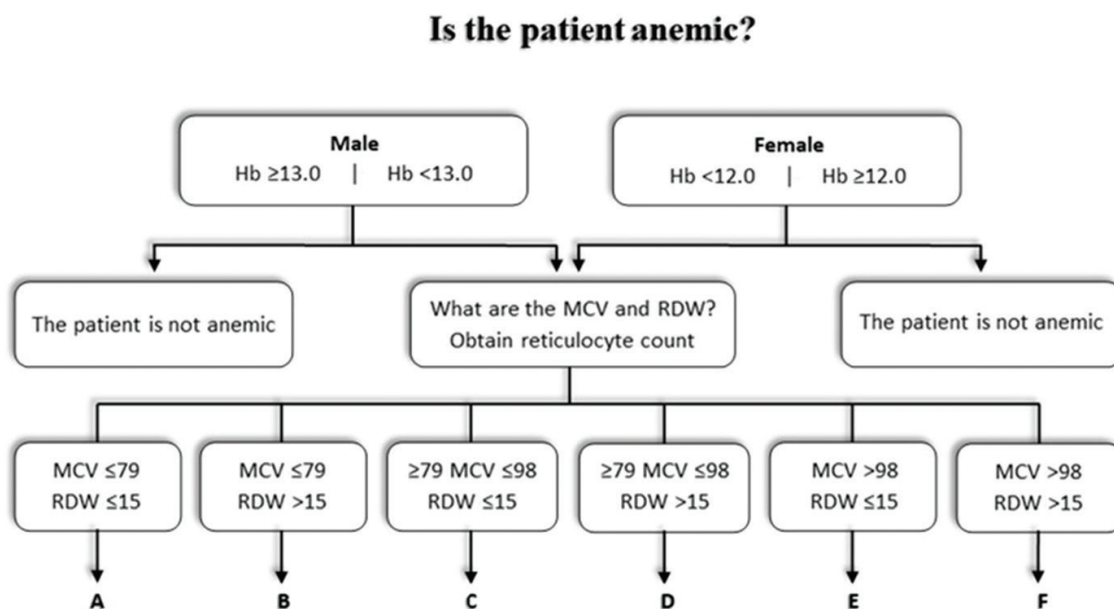 Is the patient anemic?
Male
Hb ≥13.0 | Hb <13.0
Female
Hb <12.0 | Hb ≥12.0
The patient is not anemic
What are the MCV and RDW?
Obtain reticulocyte count
The patient is not anemic
MCV ≤79
RDW ≤15
MCV ≤79
RDW >15
≥79 MCV ≤98
RDW ≤15
≥79 MCV ≤98
RDW >15
MCV >98
RDW ≤15
MCV >98
RDW >15
A
B
C
D
E
F